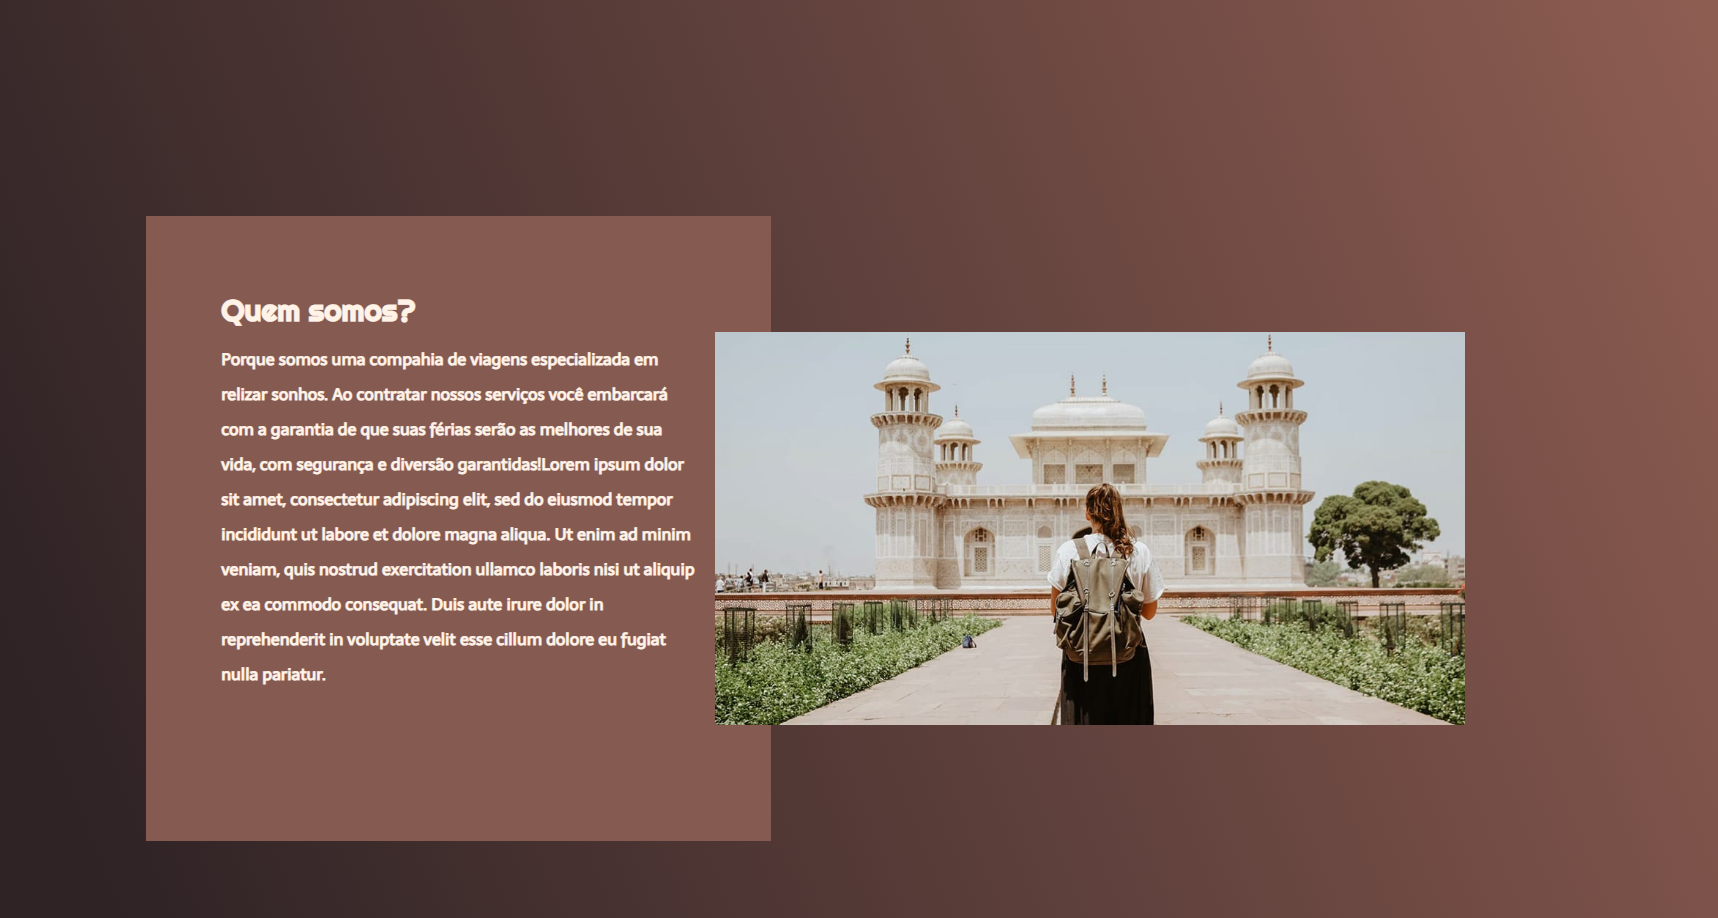 Quem somos?
Porque somos uma compahia de viagens especializada em
relizar sonhos. Ao contratar nossos serviços você embarcará
com a garantia de que suas férias serão as melhores de sua
vida, com segurança e diversão garantidas!Lorem ipsum dolor
sit amet, consectetur adipiscing elit, sed do eiusmod tempor
incididunt ut labore et dolore magna aliqua. Ut enim ad minim
veniam, quis nostrud exercitation ullamco laboris nisi ut aliquip
ex ea commodo consequat. Duis aute irure dolor in
reprehenderit in voluptate velit esse cillum dolore eu fugiat
nulla pariatur.